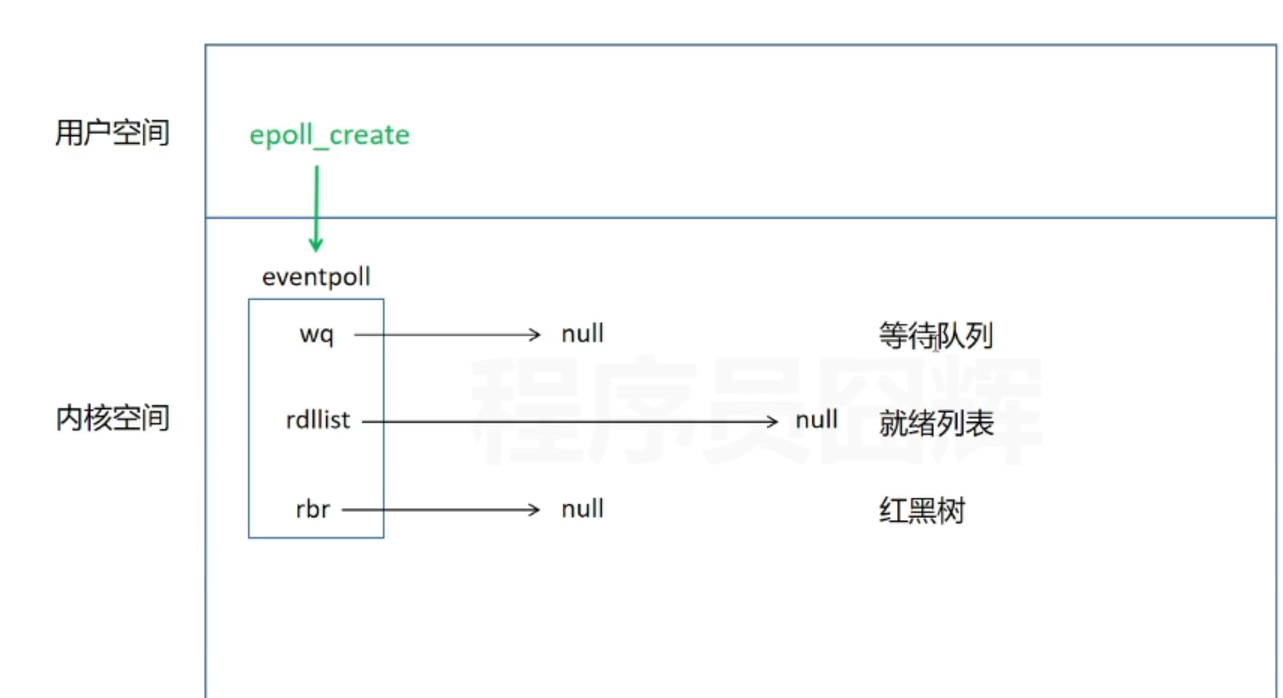 用户空间
epoll_create
eventpoll
wq null 等待队列
内核空间
rdllist null 就绪列表
rbr null 红黑树
程序员囧辉